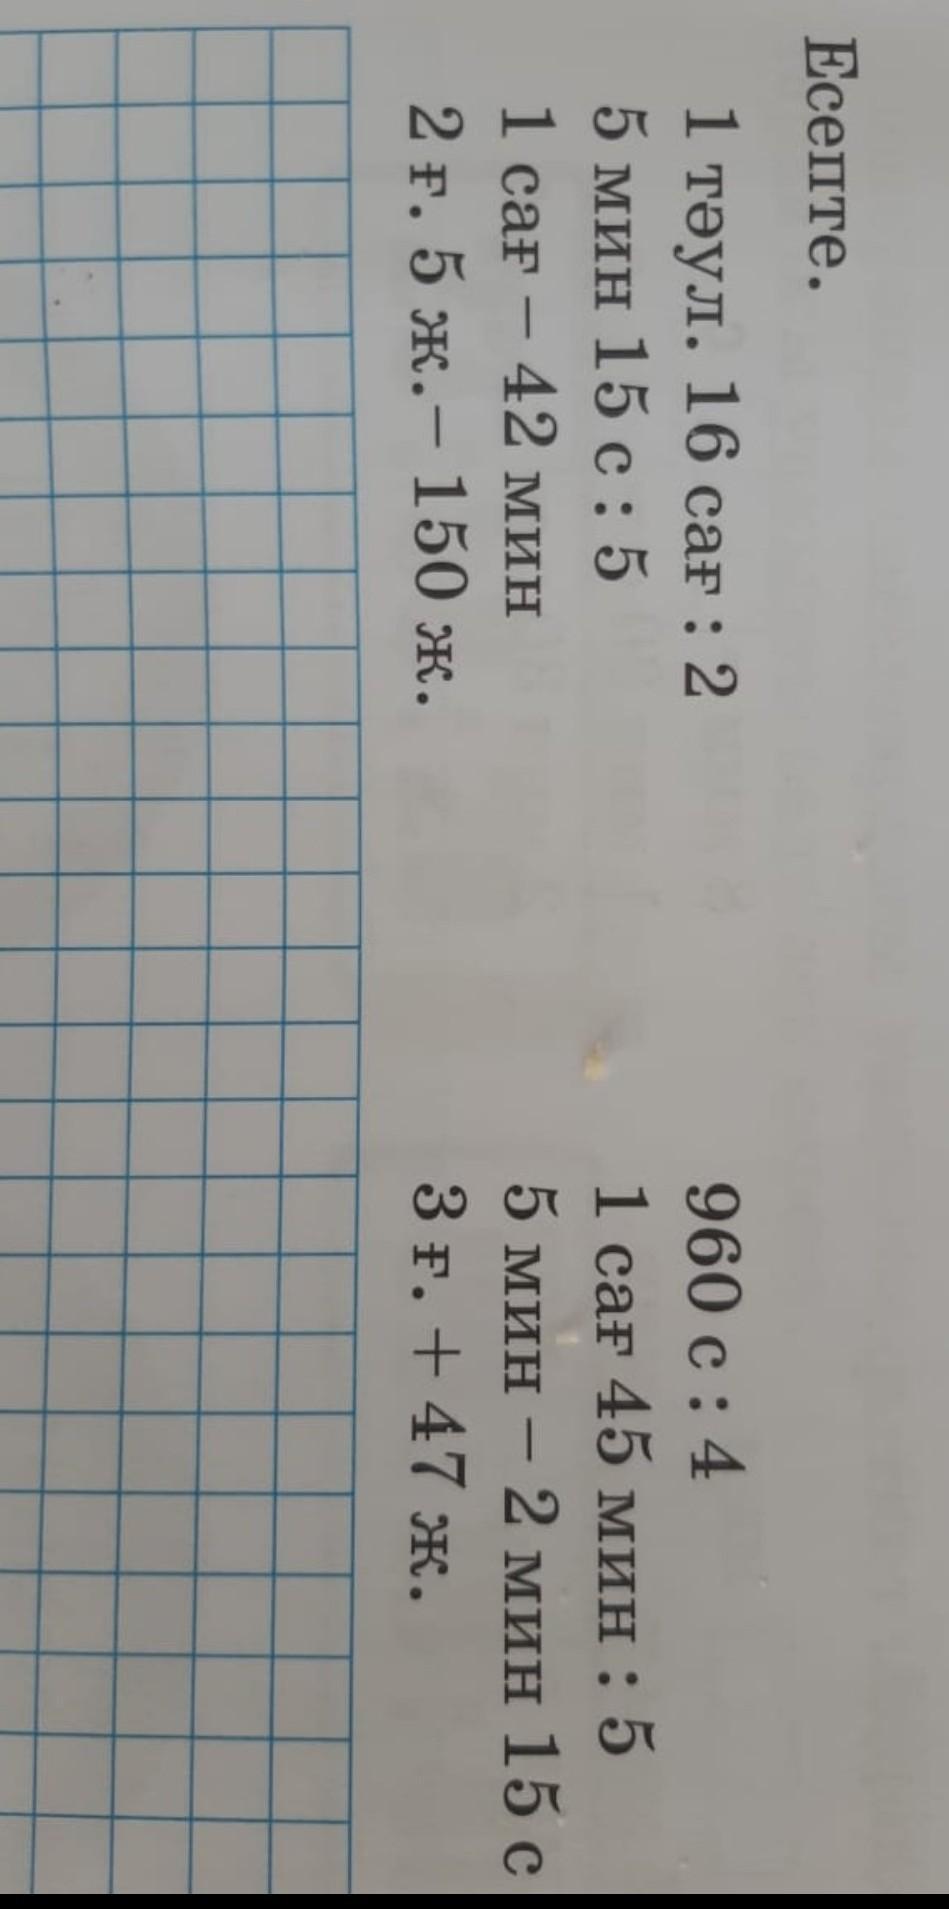 Есепте.
1 тәул. 16 сағ : 2
5 мин 15 с : 5
1 сағ – 42 мин
2 ғ. 5 ж.– 150 ж.
960 с : 4
1 сағ 45 мин : 5
5 мин – 2 мин 15 с
3 ғ. + 47 ж.